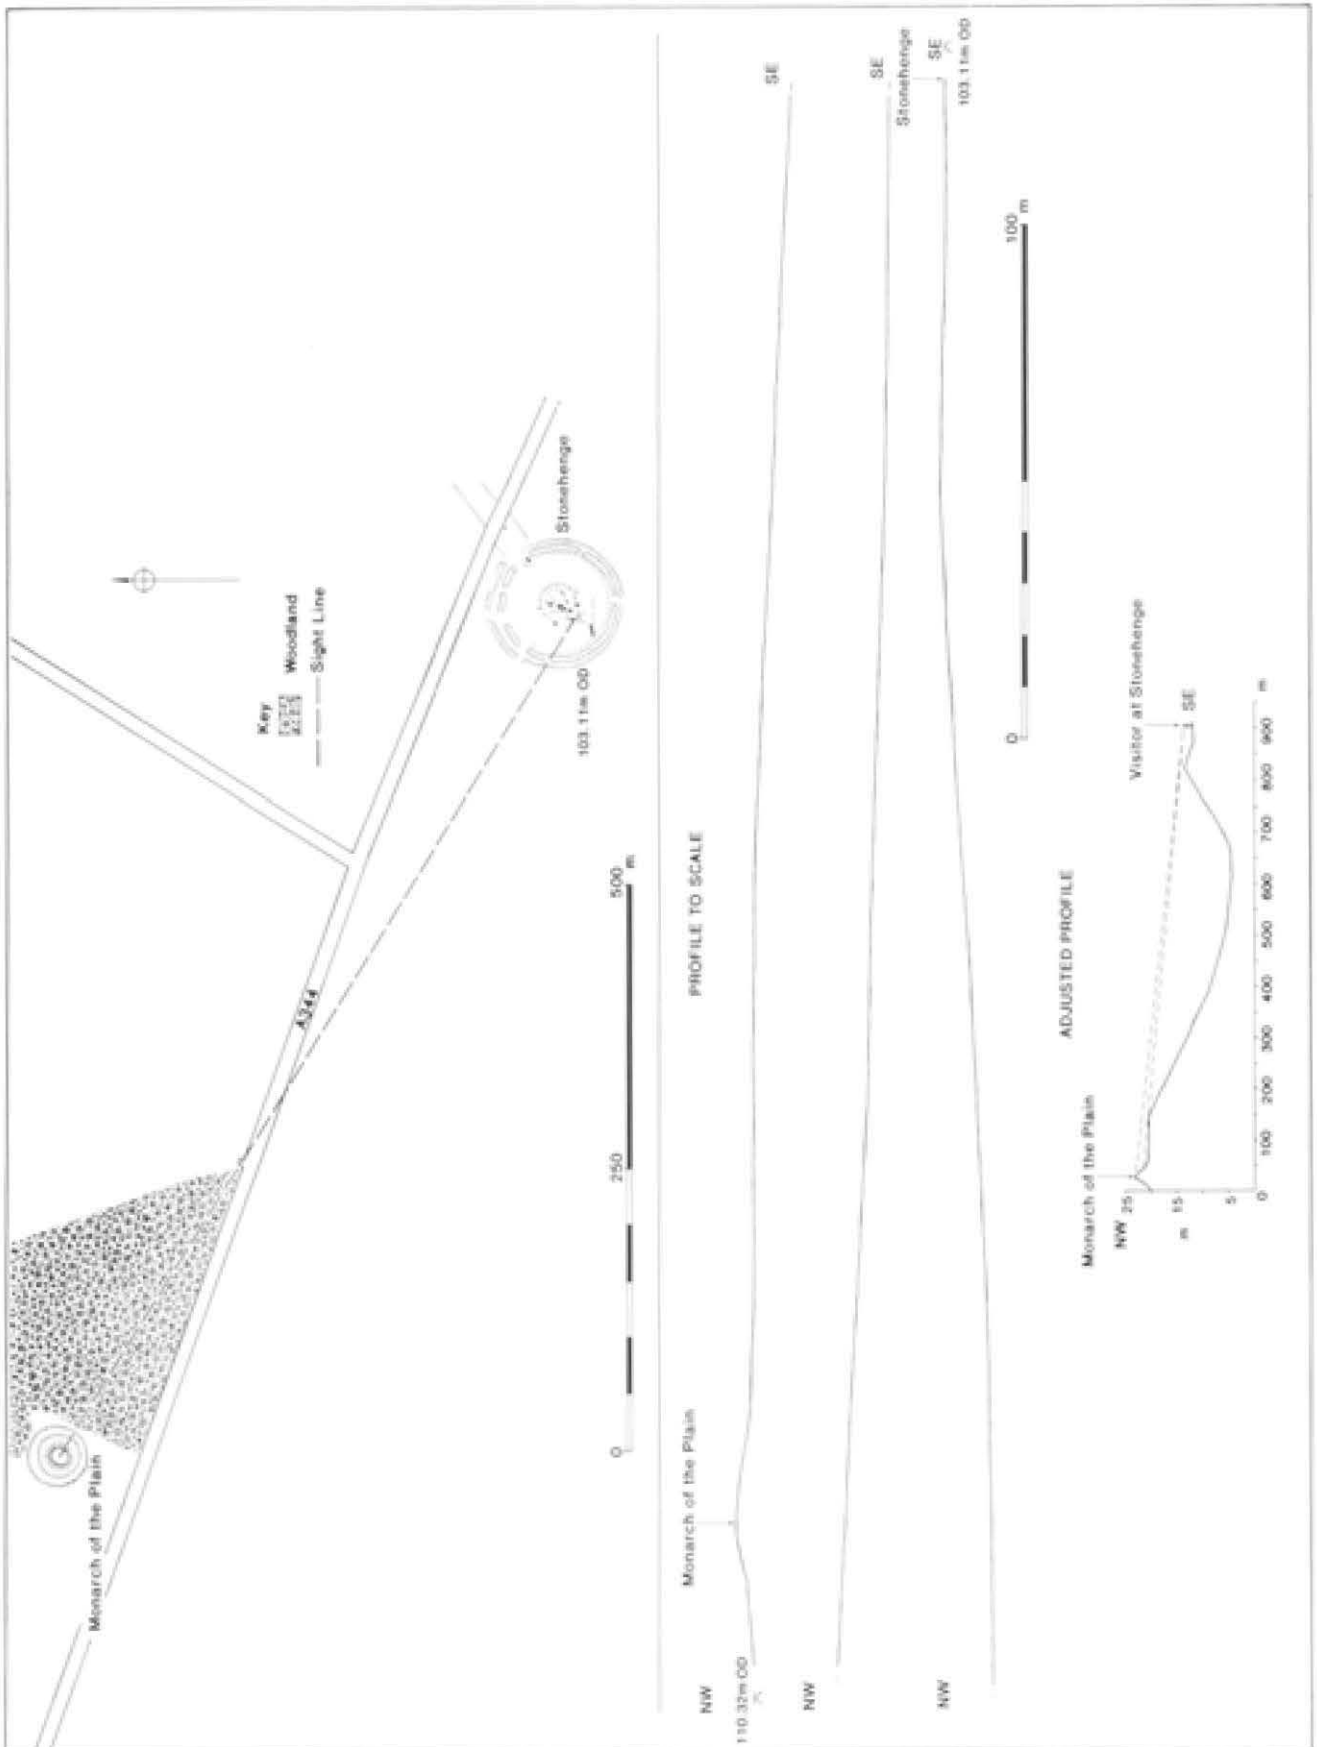 Monarch of the Plain
A344
Key
Woodland
Sight Line
Stonehenge
103.11m OD
0
250
500
m
PROFILE TO SCALE
NW
Monarch of the Plain
SE
110.32m OD
NW
SE
Stonehenge
NW
SE
103.11m OD
0
100
m
ADJUSTED PROFILE
Monarch of the Plain
Visitor at Stonehenge
NW
SE
25
15
5
m
0
100
200
300
400
500
600
700
800
900
m